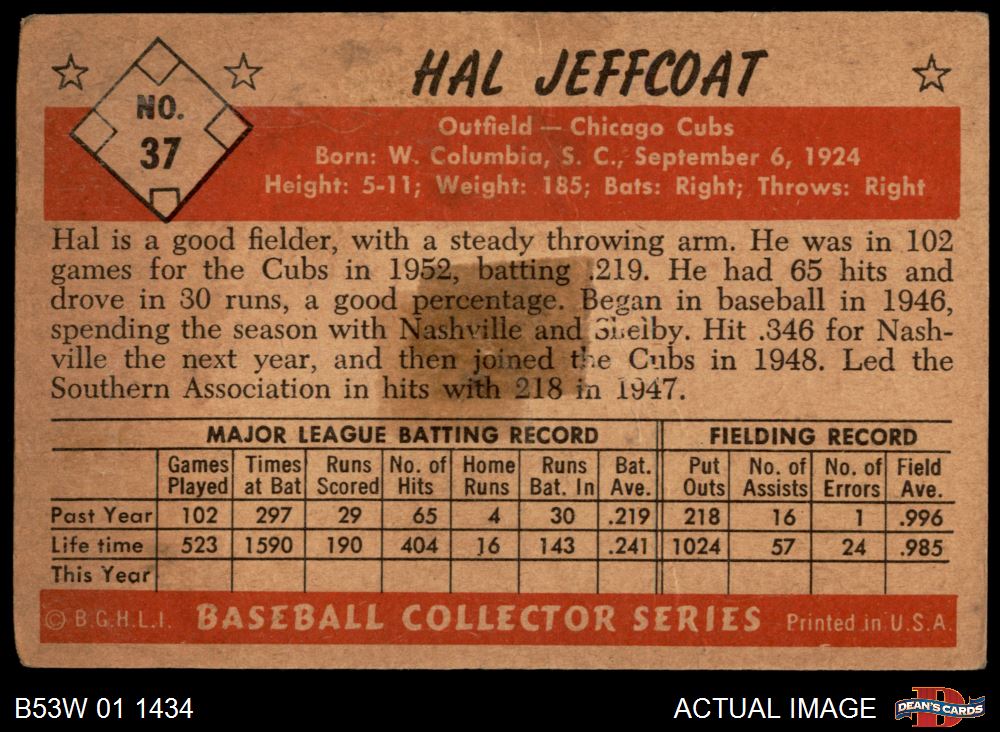 HAL JEFFCOAT
NO.
37
Outfield — Chicago Cubs
Born: W. Columbia, S. C., September 6, 1924
Height: 5-11; Weight: 185; Bats: Right; Throws: Right
Hal is a good fielder, with a steady throwing arm. He was in 102
games for the Cubs in 1952, batting .219. He had 65 hits and
drove in 30 runs, a good percentage. Began in baseball in 1946,
spending the season with Nashville and Shelby. Hit .346 for Nash-
ville the next year, and then joined the Cubs in 1948. Led the
Southern Association in hits with 218 in 1947.
MAJOR LEAGUE BATTING RECORD FIELDING RECORD
Games Times Runs No. of Home Runs Bat. Put No. of No. of Field
Played at Bat Scored Hits Runs Bat. In Ave. Outs Assists Errors Ave.
Past Year 102 297 29 65 4 30 .219 218 16 1 .996
Life time 523 1590 190 404 16 143 .241 1024 57 24 .985
This Year
© B.G.H.L.I. BASEBALL COLLECTOR SERIES Printed in U.S.A.
B53W 01 1434 ACTUAL IMAGE D DEAN'S CARDS